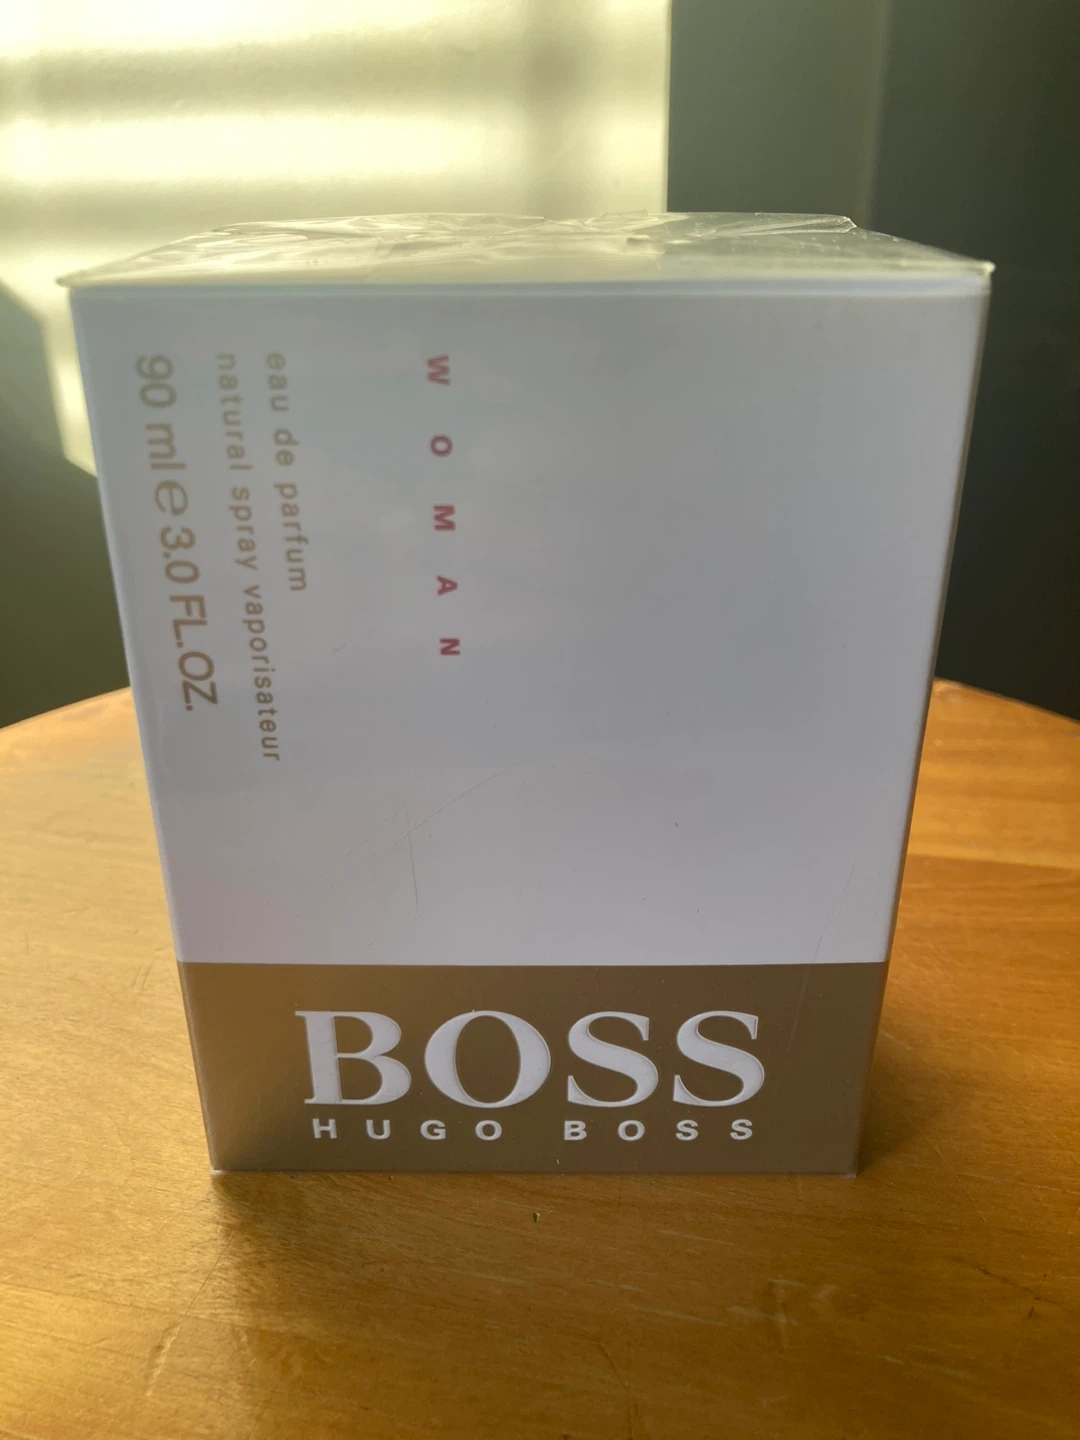 WOMAN
eau de parfum
natural spray vaporisateur
90 ml e 3.0 FL.OZ.
BOSS
HUGO BOSS